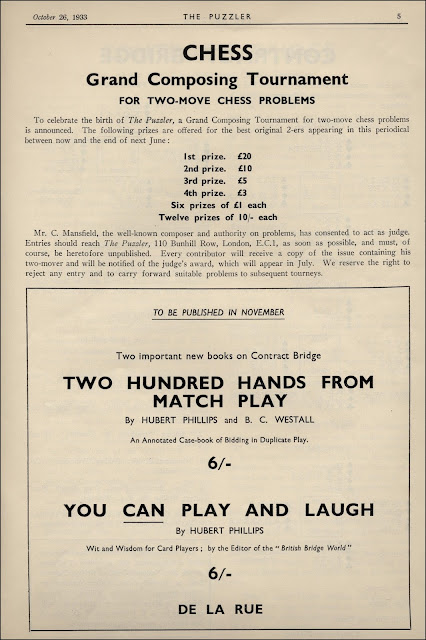 October 26, 1933 THE PUZZLER 5
CHESS
Grand Composing Tournament
FOR TWO-MOVE CHESS PROBLEMS
To celebrate the birth of The Puzzler, a Grand Composing Tournament for two-move chess problems
is announced. The following prizes are offered for the best original 2-ers appearing in this periodical
between now and the end of next June :
1st prize. £20
2nd prize. £10
3rd prize. £5
4th prize. £3
Six prizes of £1 each
Twelve prizes of 10/- each
Mr. C. Mansfield, the well-known composer and authority on problems, has consented to act as judge.
Entries should reach The Puzzler, 110 Bunhill Row, London, E.C.1, as soon as possible, and must, of
course, be heretofore unpublished. Every contributor will receive a copy of the issue containing his
two-mover and will be notified of the judge's award, which will appear in July. We reserve the right to
reject any entry and to carry forward suitable problems to subsequent tourneys.
TO BE PUBLISHED IN NOVEMBER
Two important new books on Contract Bridge
TWO HUNDRED HANDS FROM
MATCH PLAY
By HUBERT PHILLIPS and B. C. WESTALL
An Annotated Case-book of Bidding in Duplicate Play.
6/-
YOU CAN PLAY AND LAUGH
By HUBERT PHILLIPS
Wit and Wisdom for Card Players ; by the Editor of the "British Bridge World"
6/-
DE LA RUE